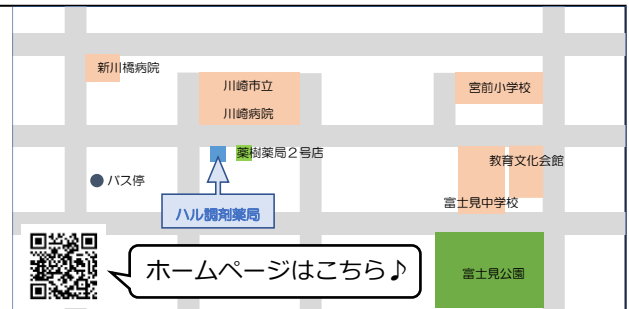 新川橋病院
川崎市立
川崎病院
宮前小学校
薬樹薬局２号店
教育文化会館
バス停
富士見中学校
ハル調剤薬局
ホームページはこちら♪
富士見公園